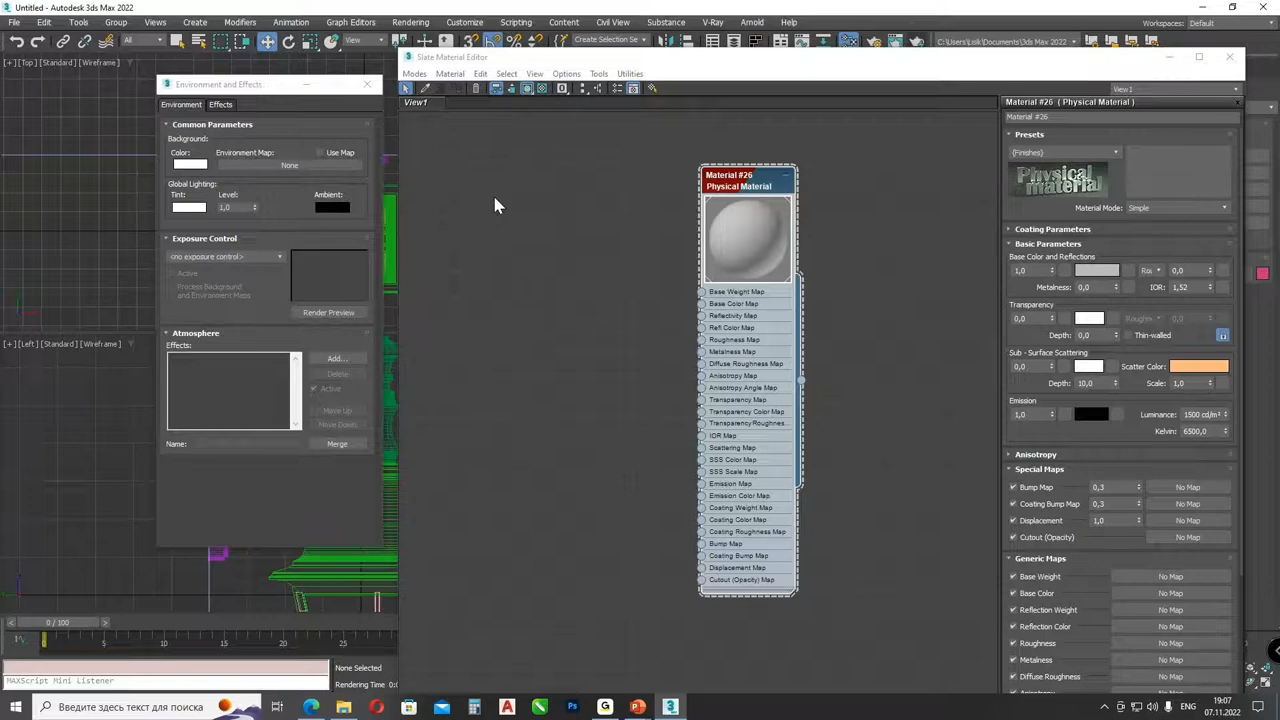 Untitled - Autodesk 3ds Max 2022
File Edit Tools Group Views Create Modifiers Animation Graph Editors Rendering Customize Scripting Content Civil View Substance V-Ray Arnold Help
Workspaces: Default
All View Create Selection Se C:\Users\Lisik\Documents\3ds Max 2022
[+] [Top] [Standard] [Wireframe]
[+] [Left] [Standard] [Wireframe]
Environment and Effects
Environment Effects
Common Parameters
Background:
Color: Environment Map: Use Map
None
Global Lighting:
Tint: Level: Ambient:
1,0
Exposure Control
<no exposure control>
Active
Process Background
and Environment Maps
Render Preview
Atmosphere
Effects:
Add...
Delete
Active
Move Up
Move Down
Name: Merge
Slate Material Editor
Modes Material Edit Select View Options Tools Utilities
View1
View1
Material #26
Physical Material
Base Weight Map
Base Color Map
Reflectivity Map
Refl Color Map
Roughness Map
Metalness Map
Diffuse Roughness Map
Anisotropy Map
Anisotropy Angle Map
Transparency Map
Transparency Color Map
Transparency Roughnes...
IOR Map
Scattering Map
SSS Color Map
SSS Scale Map
Emission Map
Emission Color Map
Coating Weight Map
Coating Color Map
Coating Roughness Map
Bump Map
Coating Bump Map
Displacement Map
Cutout (Opacity) Map
Material #26 ( Physical Material )
Material #26
Presets
{Finishes}
Physical
material
Material Mode: Simple
Coating Parameters
Basic Parameters
Base Color and Reflections
1,0 0,0
Metalness: 0,0 IOR: 1,52
Transparency
0,0 0,0
Depth: 0,0 Thin-walled
Sub - Surface Scattering
0,0 Scatter Color:
Depth: 10,0 Scale: 1,0
Emission
1,0 Luminance: 1500 cd/m²
Kelvin: 6500,0
Anisotropy
Special Maps
Bump Map 0,3 No Map
Coating Bump Map 0,3 No Map
Displacement 1,0 No Map
Cutout (Opacity) No Map
Generic Maps
Base Weight No Map
Base Color No Map
Reflection Weight No Map
Reflection Color No Map
Roughness No Map
Metalness No Map
Diffuse Roughness No Map
0 / 100
0 5 10 15 20 25
None Selected
Rendering Time
MAXScript Mini Listener
Введите здесь текст для поиска
ENG
19:07
07.11.2022